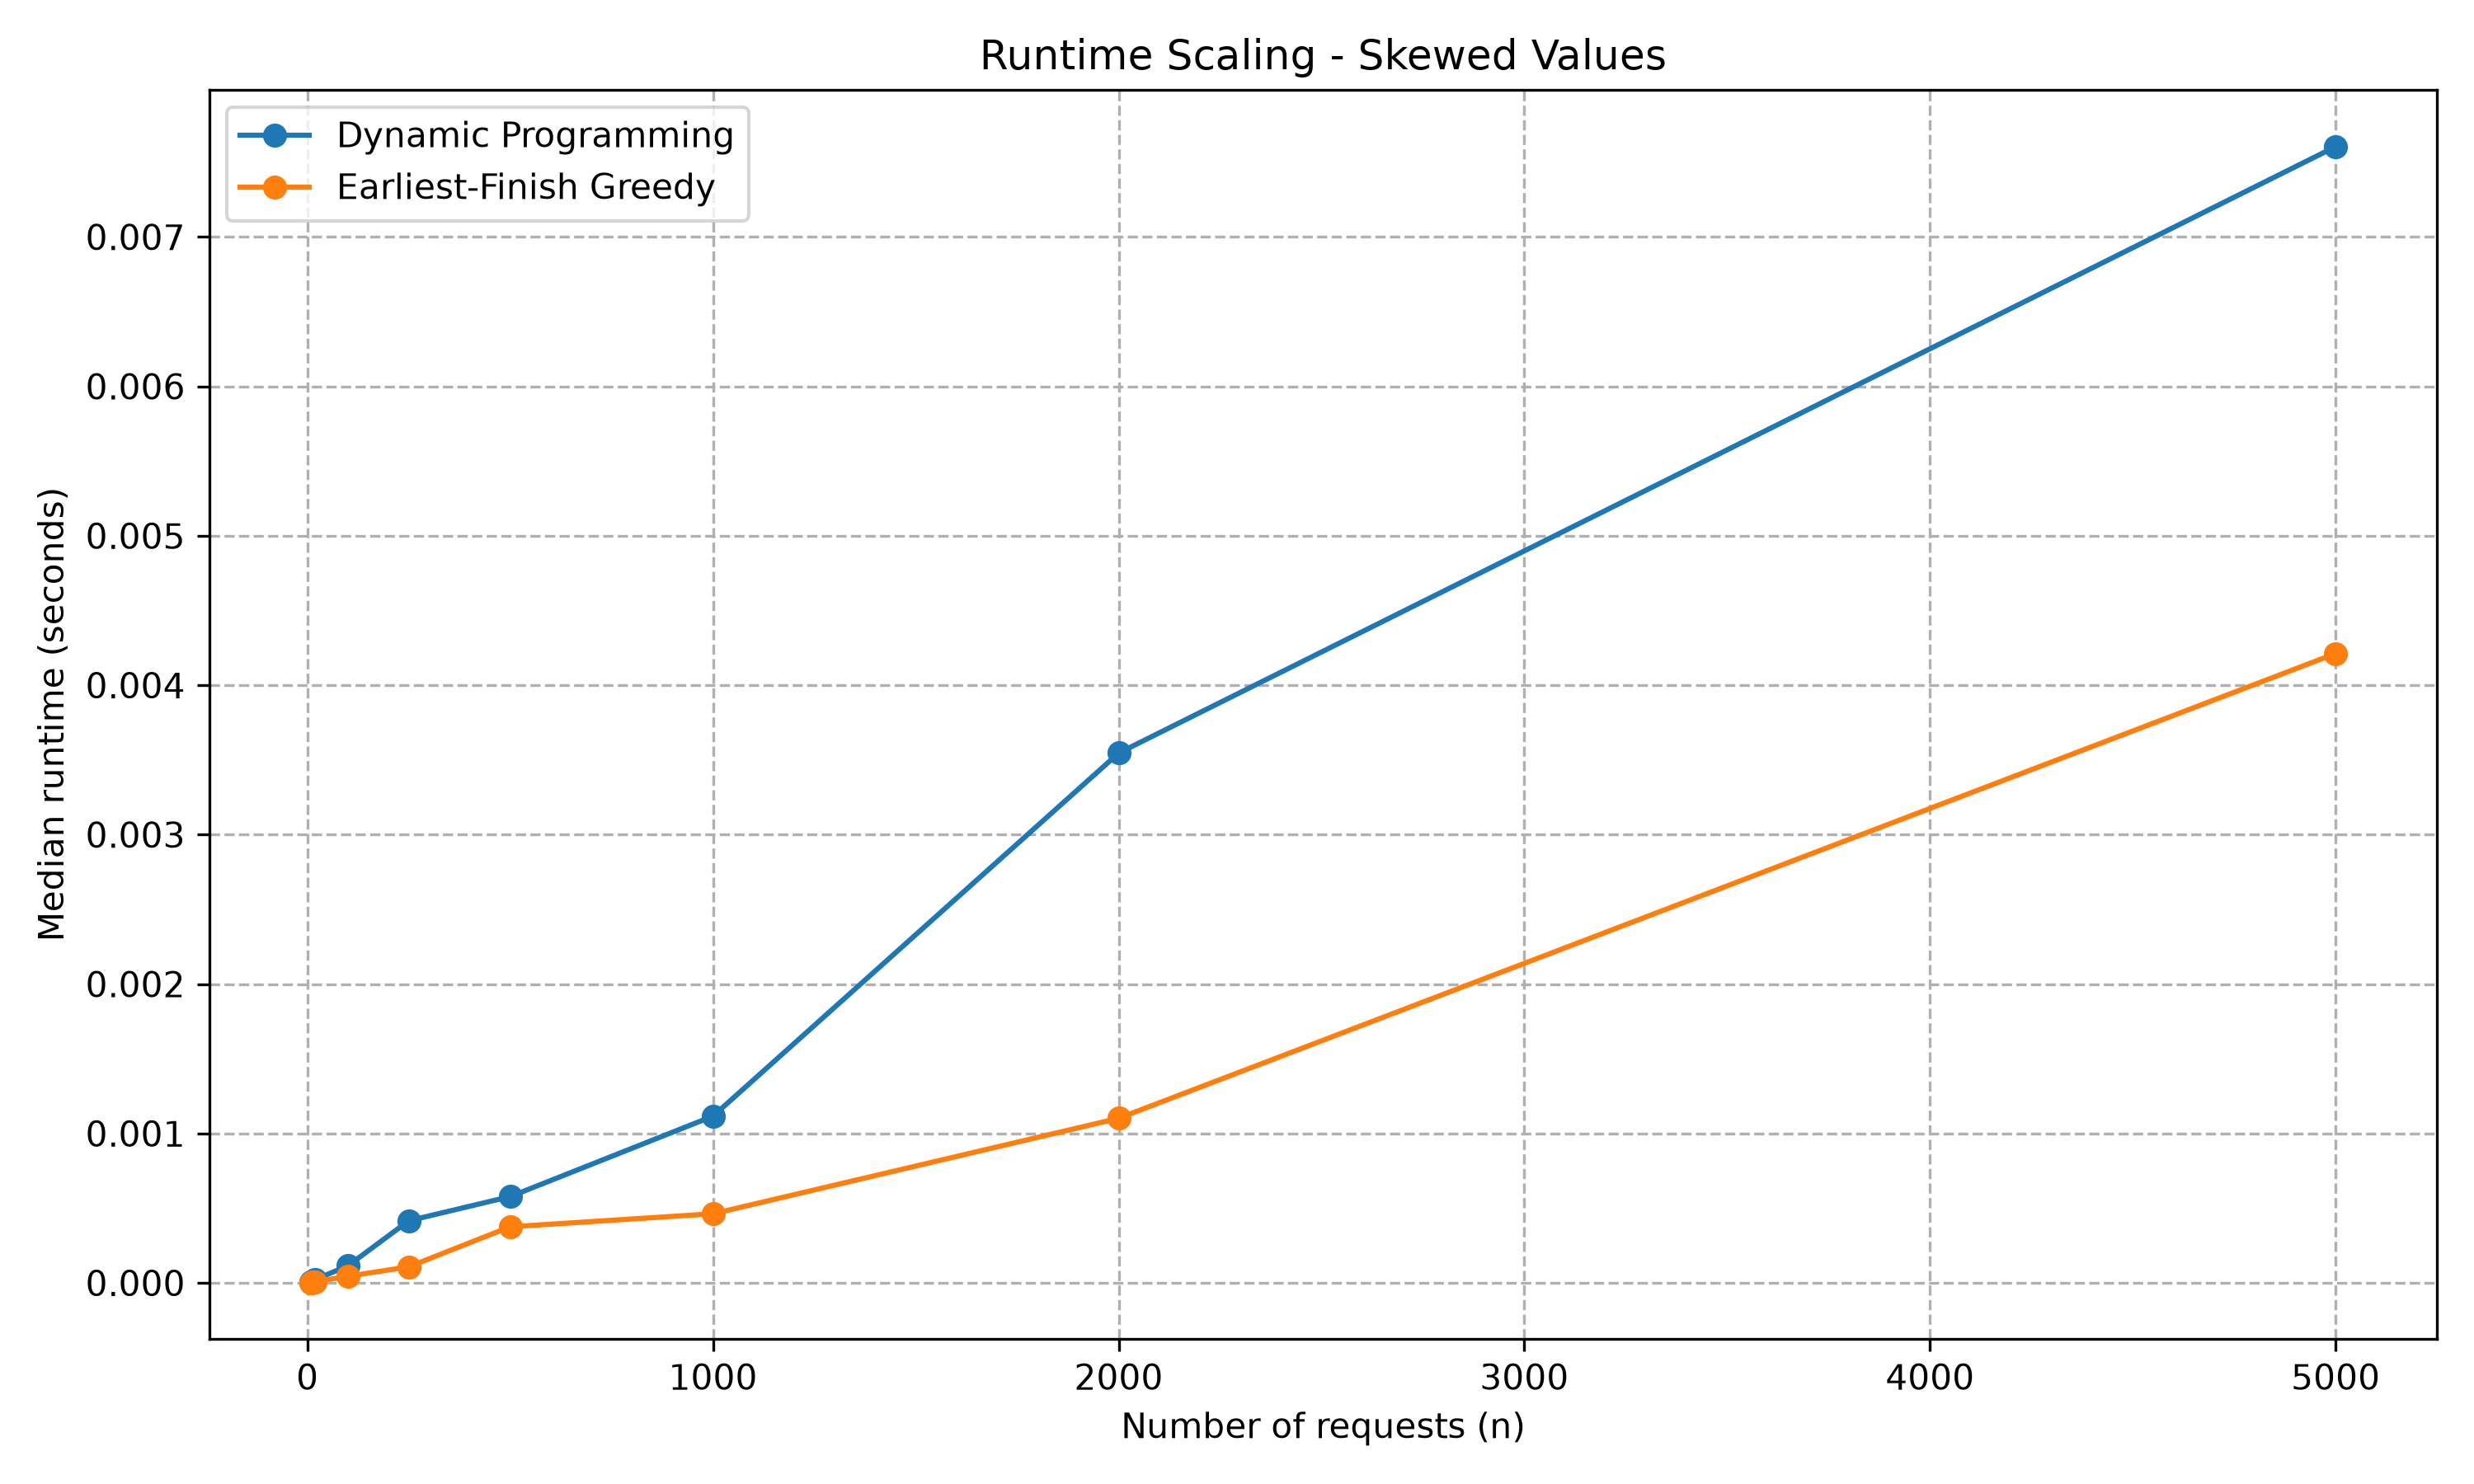 Runtime Scaling - Skewed Values
Dynamic Programming
Earliest-Finish Greedy
Median runtime (seconds)
0.007
0.006
0.005
0.004
0.003
0.002
0.001
0.000
0 1000 2000 3000 4000 5000
Number of requests (n)